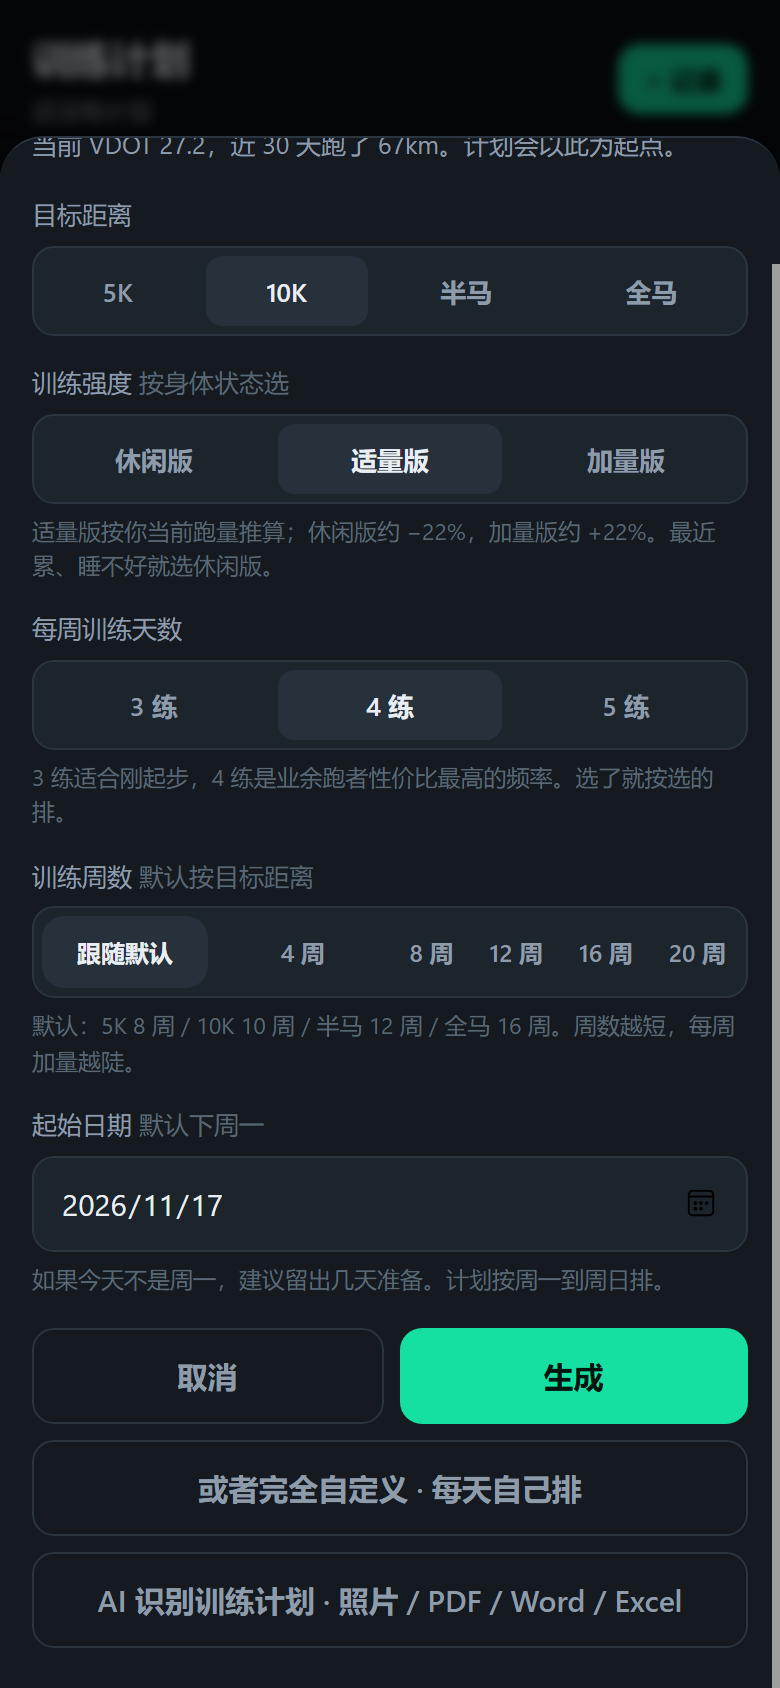 训练计划
当前 VDOT 27.2，近 30 天跑了 67km。计划会以此为起点。
目标距离
5K 10K 半马 全马
训练强度 按身体状态选
休闲版 适量版 加量版
适量版按你当前跑量推算；休闲版约 −22%，加量版约 +22%。最近
累、睡不好就选休闲版。
每周训练天数
3 练 4 练 5 练
3 练适合刚起步，4 练是业余跑者性价比最高的频率。选了就按选的
排。
训练周数 默认按目标距离
跟随默认 4 周 8 周 12 周 16 周 20 周
默认：5K 8 周 / 10K 10 周 / 半马 12 周 / 全马 16 周。周数越短，每周
加量越陡。
起始日期 默认下周一
2026/11/17
如果今天不是周一，建议留出几天准备。计划按周一到周日排。
取消 生成
或者完全自定义 · 每天自己排
AI 识别训练计划 · 照片 / PDF / Word / Excel